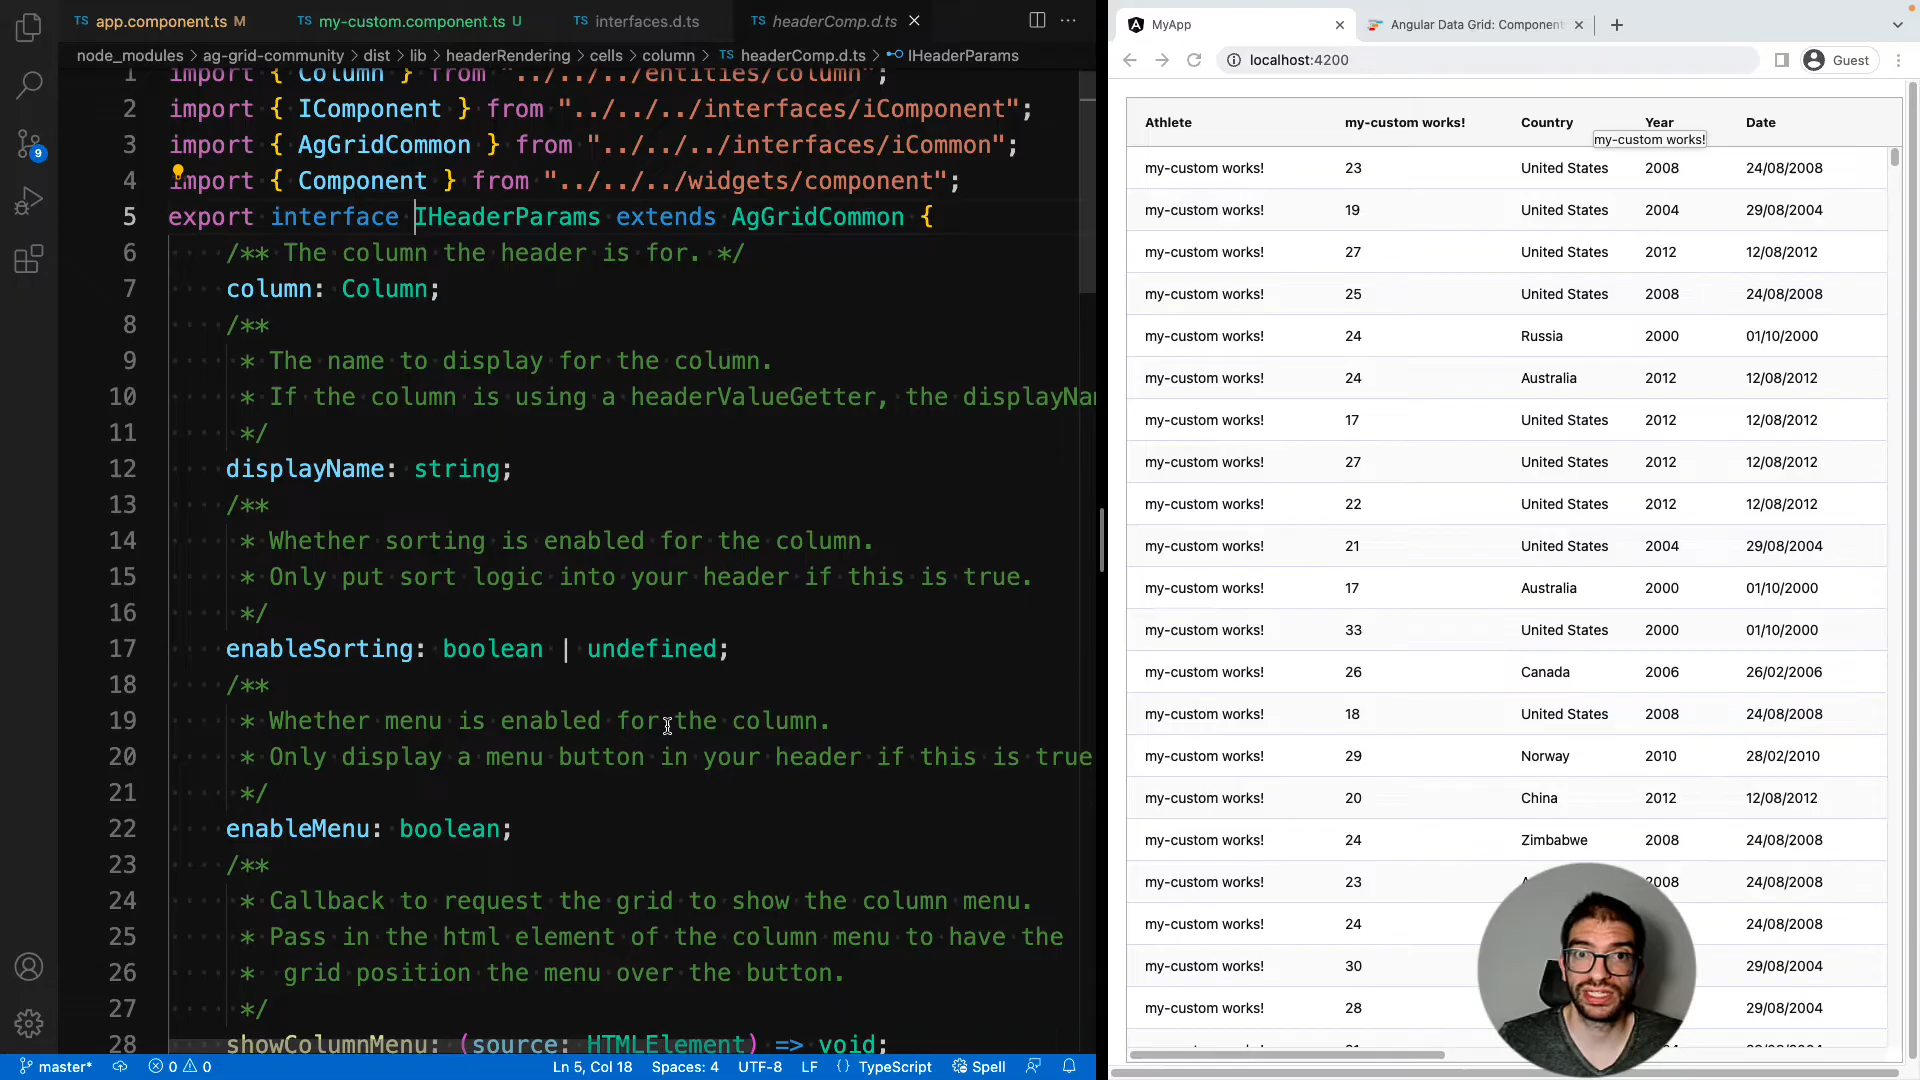 TS app.component.ts M
TS my-custom.component.ts U
TS interfaces.d.ts
TS headerComp.d.ts
node_modules > ag-grid-community > dist > lib > headerRendering > cells > column > TS headerComp.d.ts > IHeaderParams
1 import { Column } from "../../../entities/column";
2 import { IComponent } from "../../../interfaces/iComponent";
3 import { AgGridCommon } from "../../../interfaces/iCommon";
4 import { Component } from "../../../widgets/component";
5 export interface IHeaderParams extends AgGridCommon {
6 /** The column the header is for. */
7 column: Column;
8 /**
9 * The name to display for the column.
10 * If the column is using a headerValueGetter, the displayNa
11 */
12 displayName: string;
13 /**
14 * Whether sorting is enabled for the column.
15 * Only put sort logic into your header if this is true.
16 */
17 enableSorting: boolean | undefined;
18 /**
19 * Whether menu is enabled for the column.
20 * Only display a menu button in your header if this is true
21 */
22 enableMenu: boolean;
23 /**
24 * Callback to request the grid to show the column menu.
25 * Pass in the html element of the column menu to have the
26 * grid position the menu over the button.
27 */
28 showColumnMenu: (source: HTMLElement) => void;
9
master* 0 0 Ln 5, Col 18 Spaces: 4 UTF-8 LF {} TypeScript Spell
MyApp
Angular Data Grid: Component
localhost:4200
Guest
Athlete my-custom works! Country Year Date
my-custom works!
my-custom works! 23 United States 2008 24/08/2008
my-custom works! 19 United States 2004 29/08/2004
my-custom works! 27 United States 2012 12/08/2012
my-custom works! 25 United States 2008 24/08/2008
my-custom works! 24 Russia 2000 01/10/2000
my-custom works! 24 Australia 2012 12/08/2012
my-custom works! 17 United States 2012 12/08/2012
my-custom works! 27 United States 2012 12/08/2012
my-custom works! 22 United States 2012 12/08/2012
my-custom works! 21 United States 2004 29/08/2004
my-custom works! 17 Australia 2000 01/10/2000
my-custom works! 33 United States 2000 01/10/2000
my-custom works! 26 Canada 2006 26/02/2006
my-custom works! 18 United States 2008 24/08/2008
my-custom works! 29 Norway 2010 28/02/2010
my-custom works! 20 China 2012 12/08/2012
my-custom works! 24 Zimbabwe 2008 24/08/2008
my-custom works! 23 2008 24/08/2008
my-custom works! 24 24/08/2008
my-custom works! 30 29/08/2004
my-custom works! 28 29/08/2004